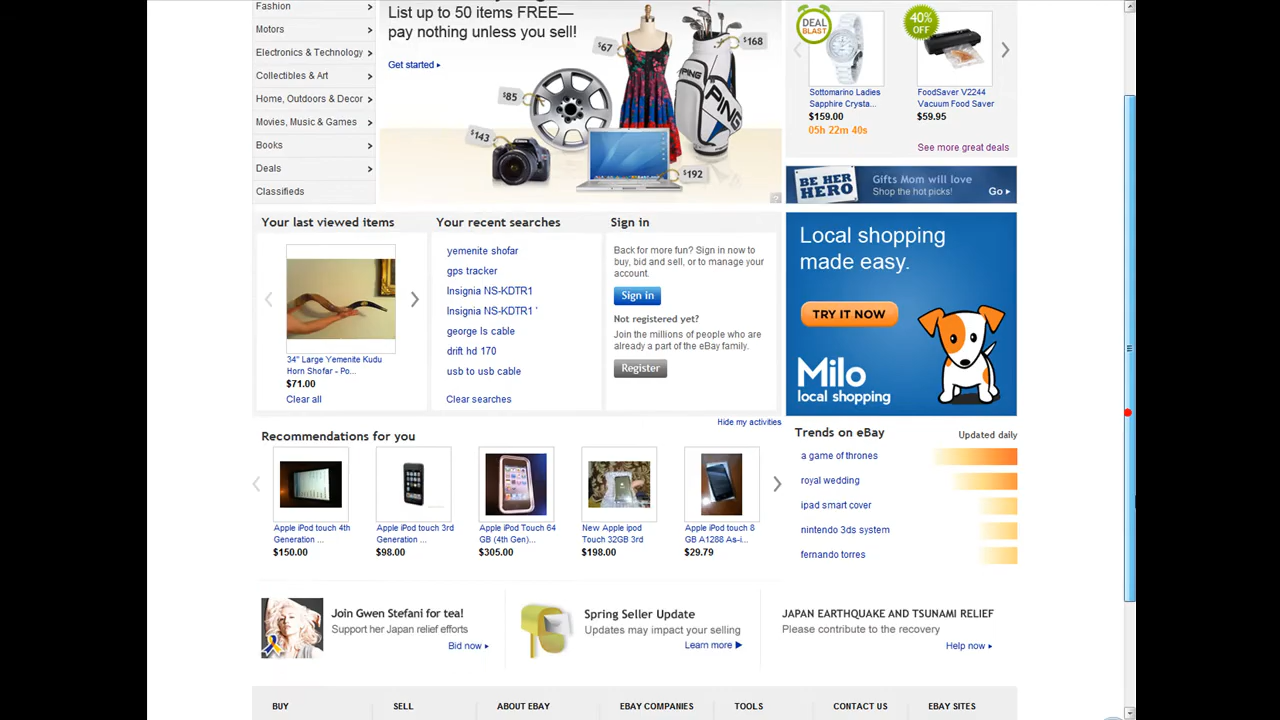 Fashion
Motors
Electronics & Technology
Collectibles & Art
Home, Outdoors & Decor
Movies, Music & Games
Books
Deals
Classifieds
List up to 50 items FREE—
pay nothing unless you sell!
Get started
$67
$168
$85
$143
$192
PING
PING
DEAL
BLAST
40%
OFF
Sottomarino Ladies
Sapphire Crysta...
$159.00
05h 22m 40s
FoodSaver V2244
Vacuum Food Saver
$59.95
See more great deals
BE HER
HERO
Gifts Mom will love
Shop the hot picks!
Go
Your last viewed items
34" Large Yemenite Kudu
Horn Shofar - Po...
$71.00
Clear all
Your recent searches
yemenite shofar
gps tracker
Insignia NS-KDTR1
Insignia NS-KDTR1 '
george ls cable
drift hd 170
usb to usb cable
Clear searches
Sign in
Back for more fun? Sign in now to
buy, bid and sell, or to manage your
account.
Sign in
Not registered yet?
Join the millions of people who are
already a part of the eBay family.
Register
Local shopping
made easy.
TRY IT NOW
Milo
local shopping
Hide my activities
Recommendations for you
Apple iPod touch 4th
Generation ...
$150.00
Apple iPod touch 3rd
Generation ...
$98.00
Apple iPod Touch 64
GB (4th Gen)...
$305.00
New Apple ipod
Touch 32GB 3rd
$198.00
Apple iPod touch 8
GB A1288 As-i...
$29.79
Trends on eBay
Updated daily
a game of thrones
royal wedding
ipad smart cover
nintendo 3ds system
fernando torres
Join Gwen Stefani for tea!
Support her Japan relief efforts
Bid now
Spring Seller Update
Updates may impact your selling
Learn more
JAPAN EARTHQUAKE AND TSUNAMI RELIEF
Please contribute to the recovery
Help now
BUY
SELL
ABOUT EBAY
EBAY COMPANIES
TOOLS
CONTACT US
EBAY SITES